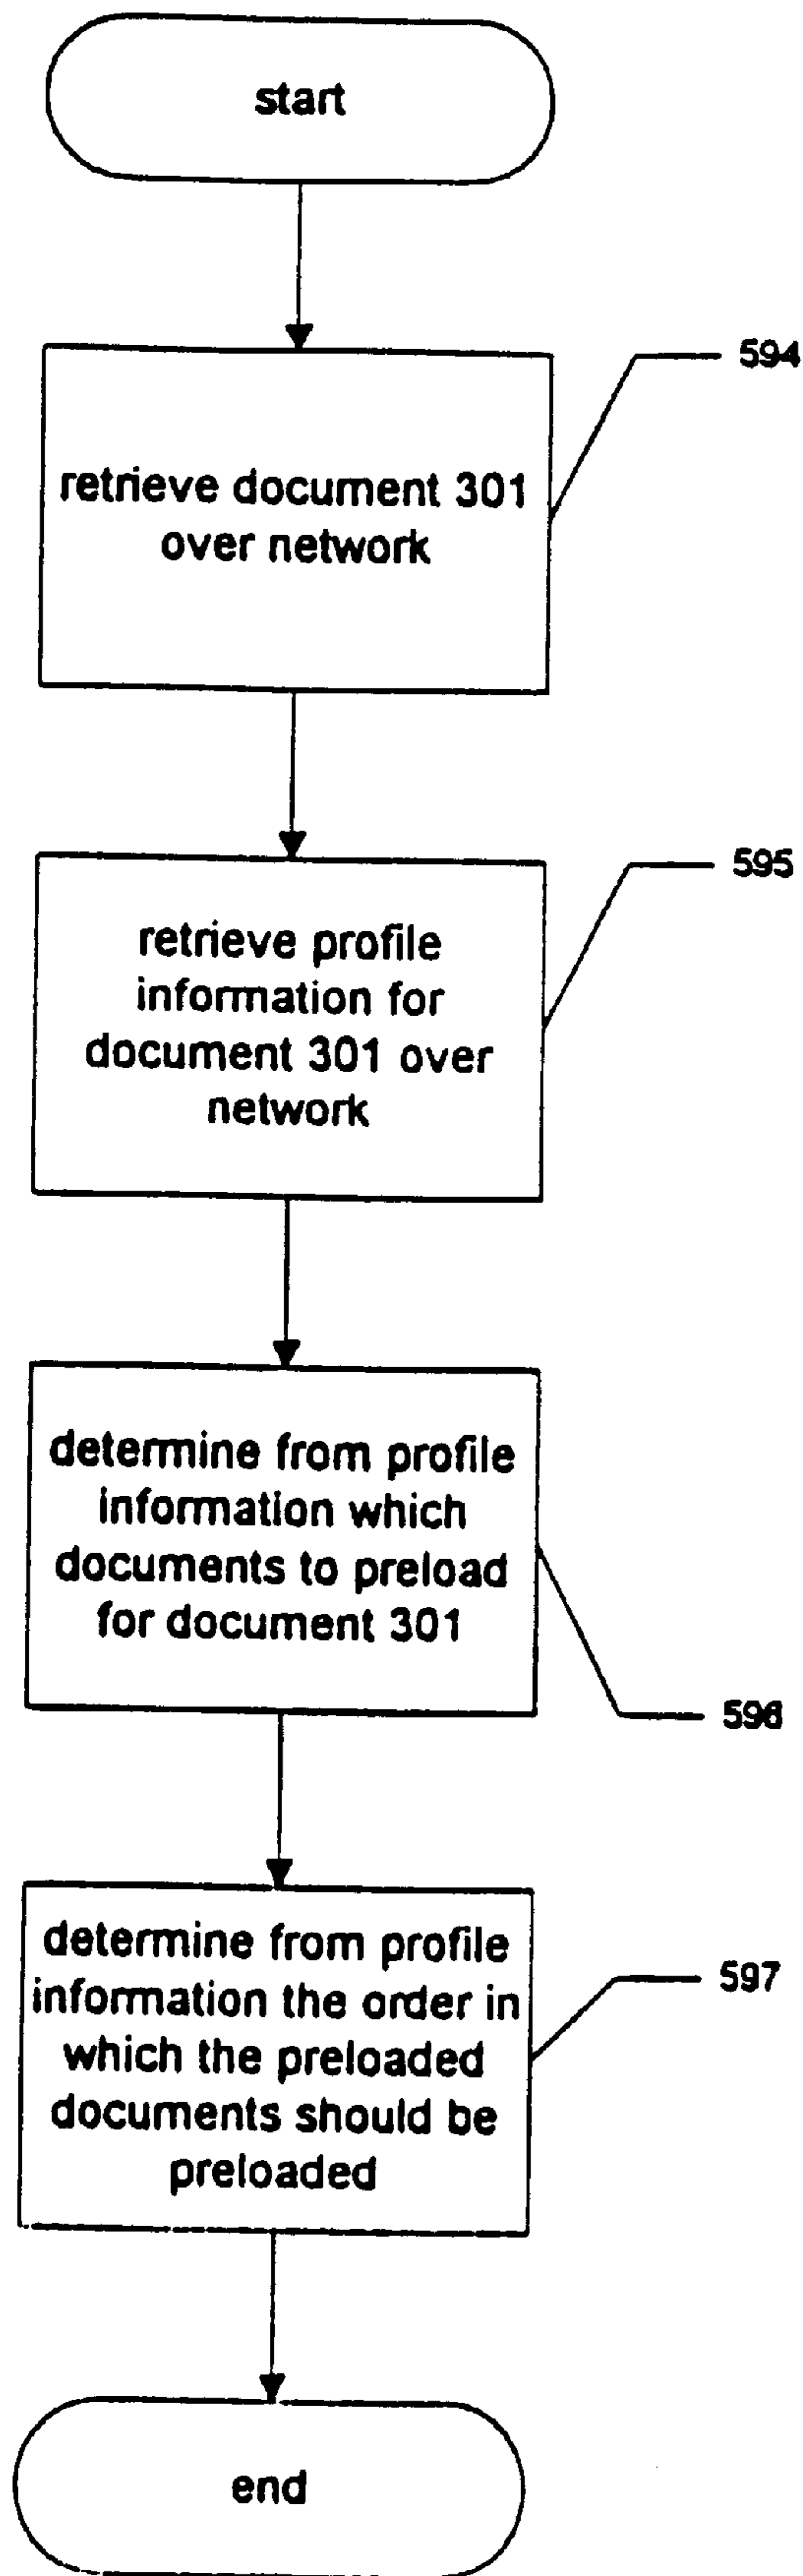 start
594
retrieve document 301
over network
595
retrieve profile
information for
document 301 over
network
determine from profile
information which
documents to preload
for document 301
596
determine from profile
information the order in
which the preloaded
documents should be
preloaded
597
end